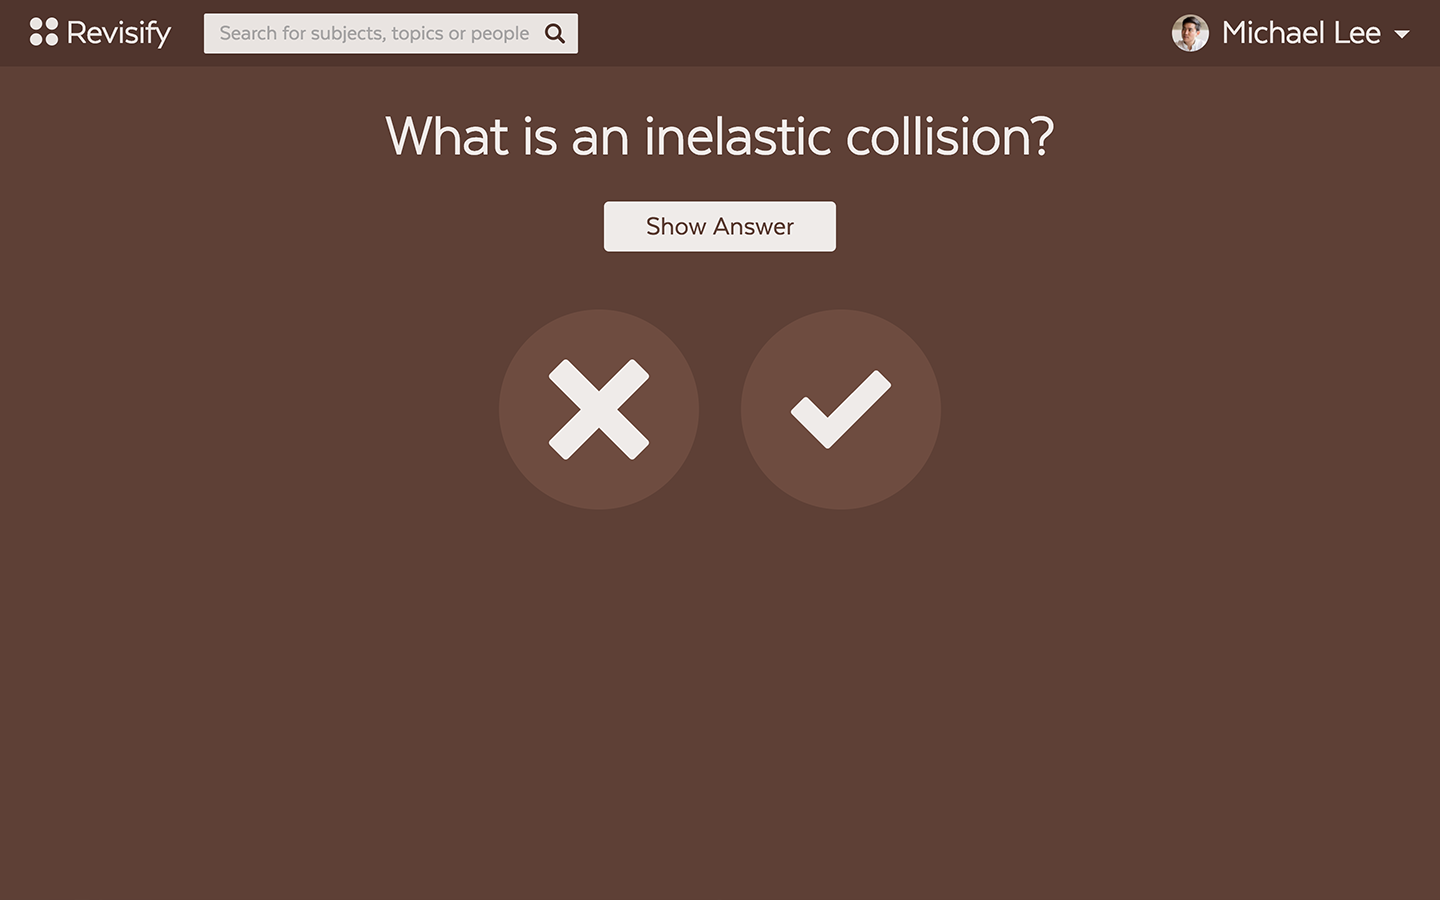 Revisify
Search for subjects, topics or people
Michael Lee
What is an inelastic collision?
Show Answer